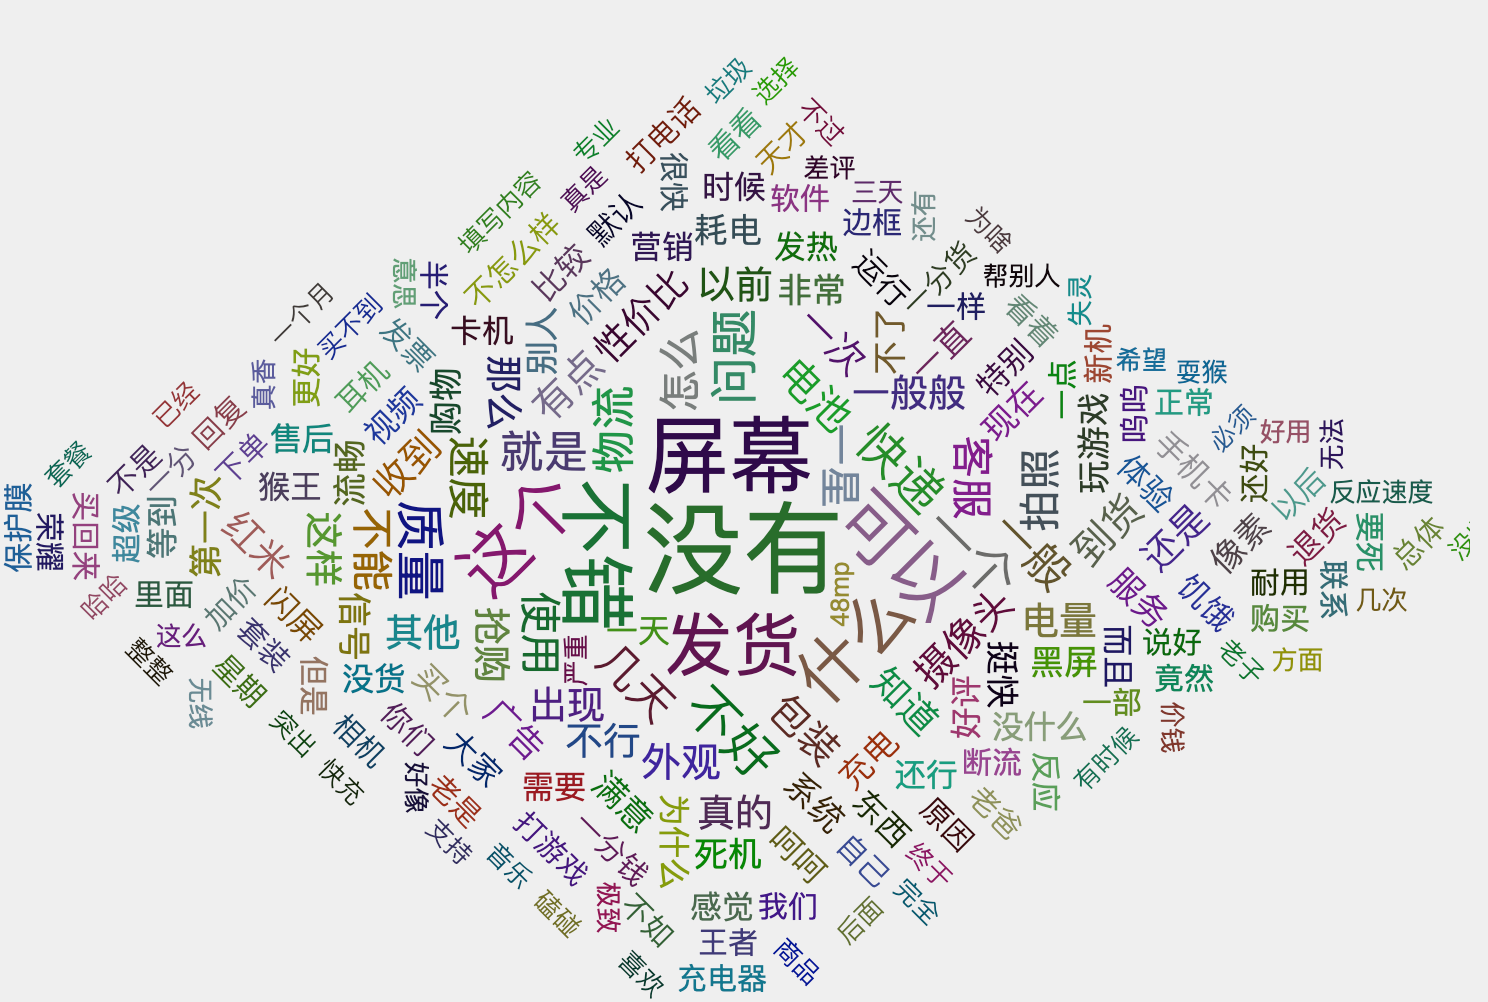 垃圾
选择
打电话
看看
不过
专业
天才
差评
很快
真是
时候
软件
三天
填写内容
默认
耗电
边框
还有
为啥
不怎么样
营销
发热
意思
半个
比较
价格
以前
非常
运行
一分货
帮别人
一个月
买不到
发票
卡机
别人
性价比
问题
一次
不了
一样
一直
看着
失灵
真香
更好
耳机
视频
购物
那么
有点
怎么
电池
一般般
特别
现在
一点
新机
希望
耍猴
已经
回复
售后
流畅
收到
速度
就是
物流
屏幕
一星
快递
客服
拍照
玩游戏
呜呜
正常
必须
好用
无法
套餐
不是
一分
下单
猴王
体验
手机卡
还好
以后
反应速度
保护膜
荣耀
买回来
超级
等到
第一次
红米
这样
不能
质量
这个
不错
没有
可以
一个
一般
到货
还是
像素
退货
要死
总体
哈哈
里面
加价
闪屏
信号
其他
抢购
使用
严重
一天
发货
48mp
什么
摄像头
电量
服务
饥饿
耐用
联系
几次
购买
这么
整整
套装
星期
无线
但是
没货
买个
几天
出现
知道
好评
挺快
黑屏
而且
说好
竟然
老子
方面
突出
相机
你们
广告
不行
不好
包装
没什么
一部
价钱
快充
大家
外观
充电
还行
断流
反应
有时候
好像
老是
需要
满意
为什么
真的
系统
东西
原因
老爸
支持
音乐
打游戏
一分钱
死机
呵呵
自己
终于
完全
磕碰
极致
不如
感觉
我们
后面
王者
商品
喜欢
充电器